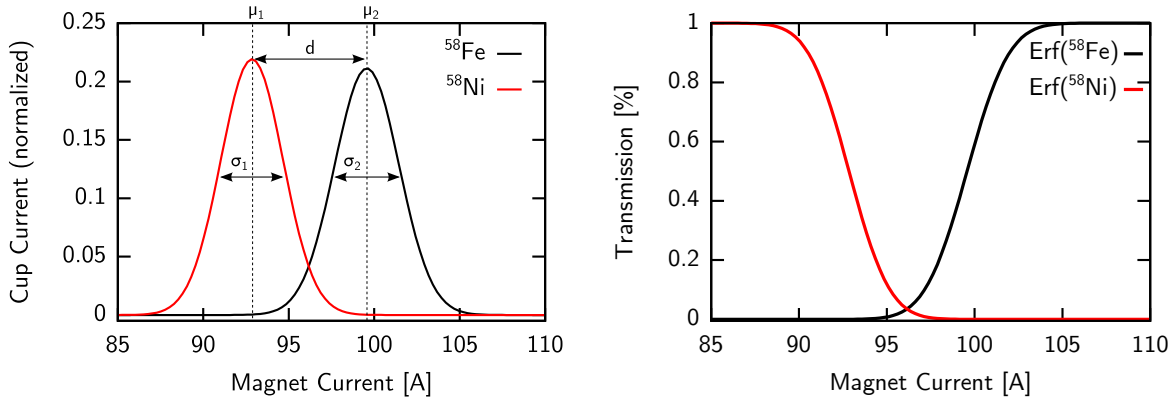 μ₁
μ₂
0.25
0.2
0.15
0.1
0.05
0
Cup Current (normalized)
d
⁵⁸Fe
⁵⁸Ni
σ₁
σ₂
85
90
95
100
105
110
Magnet Current [A]
1
0.8
0.6
0.4
0.2
0
Transmission [%]
Erf(⁵⁸Fe)
Erf(⁵⁸Ni)
85
90
95
100
105
110
Magnet Current [A]